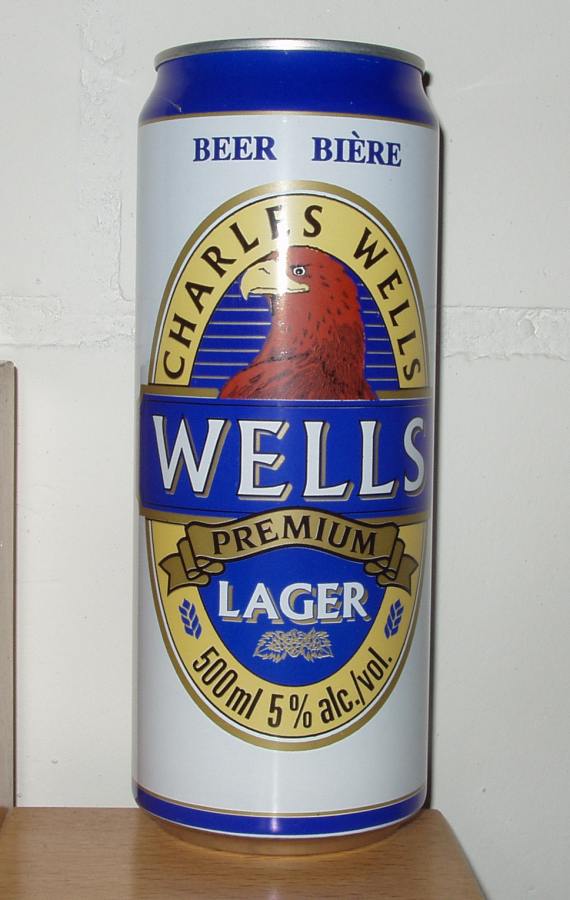 BEER BIÈRE
CHARLES WELLS
WELLS
PREMIUM
LAGER
500ml 5% alc./vol.